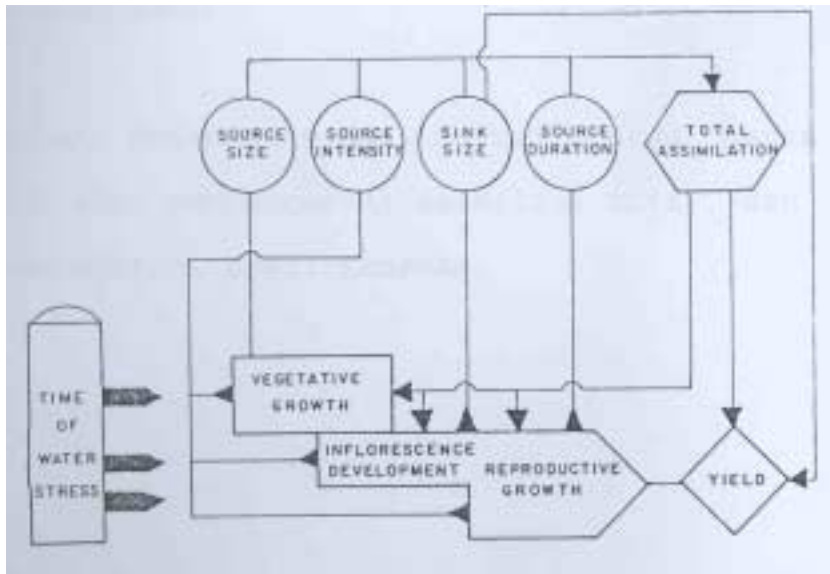 SOURCE
SIZE
SOURCE
INTENSITY
SINK
SIZE
SOURCE
DURATION
TOTAL
ASSIMILATION
TIME
OF
WATER
STRESS
VEGETATIVE
GROWTH
INFLORESCENCE
DEVELOPMENT
REPRODUCTIVE
GROWTH
YIELD